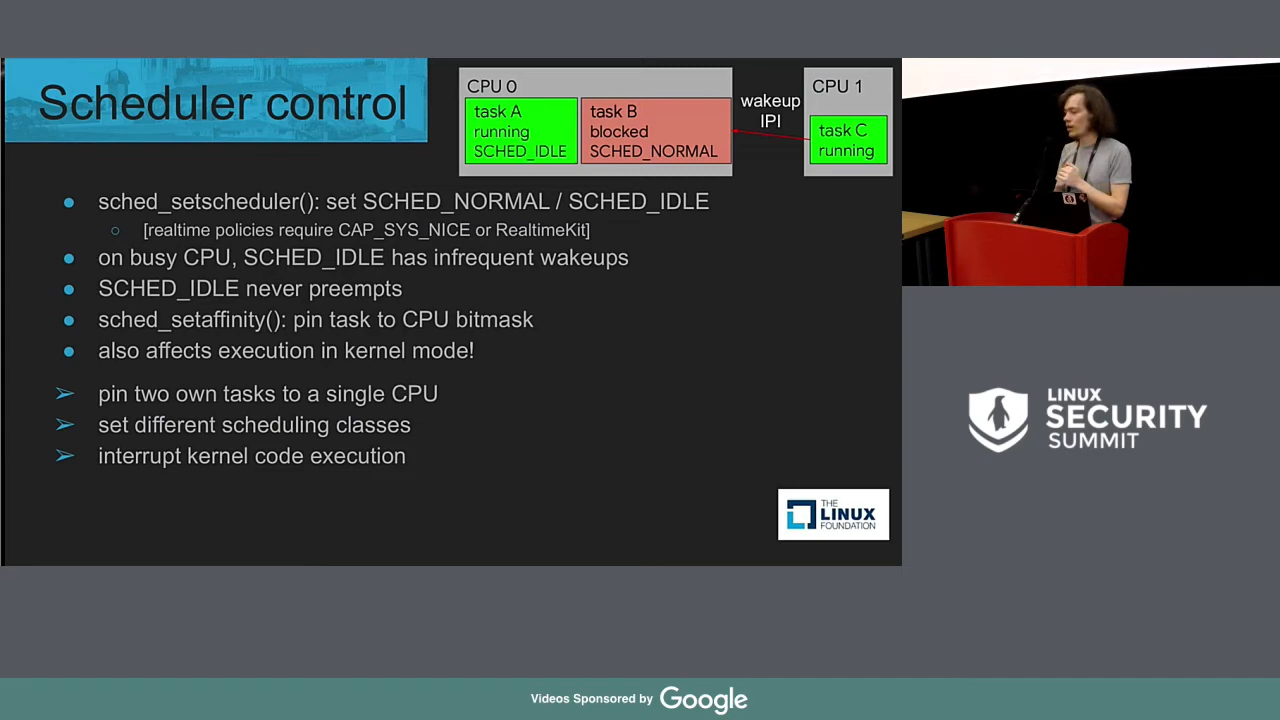 Scheduler control
CPU 0
task A
running
SCHED_IDLE
task B
blocked
SCHED_NORMAL
wakeup
IPI
CPU 1
task C
running
sched_setscheduler(): set SCHED_NORMAL / SCHED_IDLE
[realtime policies require CAP_SYS_NICE or RealtimeKit]
on busy CPU, SCHED_IDLE has infrequent wakeups
SCHED_IDLE never preempts
sched_setaffinity(): pin task to CPU bitmask
also affects execution in kernel mode!
pin two own tasks to a single CPU
set different scheduling classes
interrupt kernel code execution
THE
LINUX
FOUNDATION
LINUX
SECURITY
SUMMIT
Videos Sponsored by Google